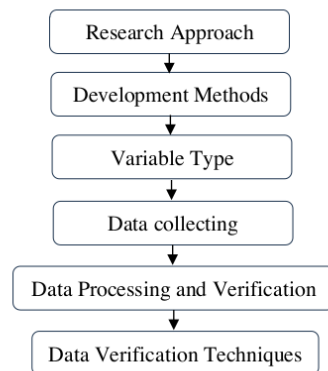 Research Approach
Development Methods
Variable Type
Data collecting
Data Processing and Verification
Data Verification Techniques